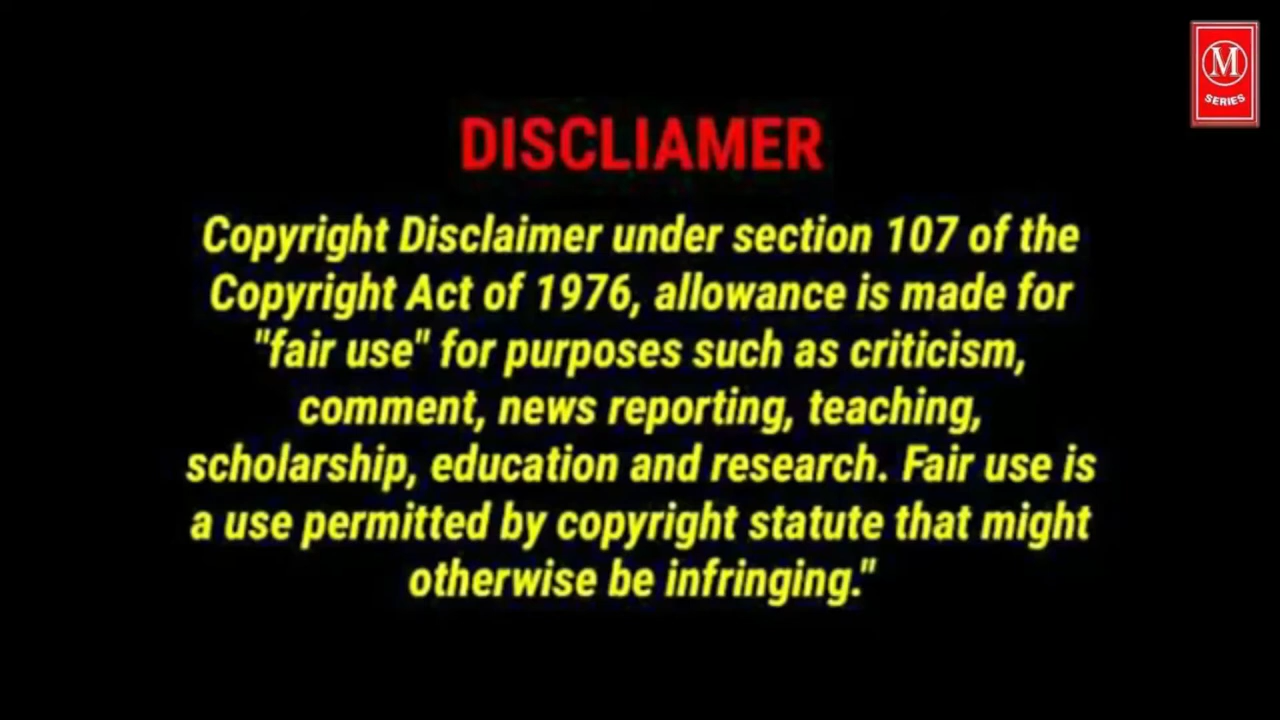 M
SERIES
DISCLIAMER
Copyright Disclaimer under section 107 of the
Copyright Act of 1976, allowance is made for
"fair use" for purposes such as criticism,
comment, news reporting, teaching,
scholarship, education and research. Fair use is
a use permitted by copyright statute that might
otherwise be infringing."